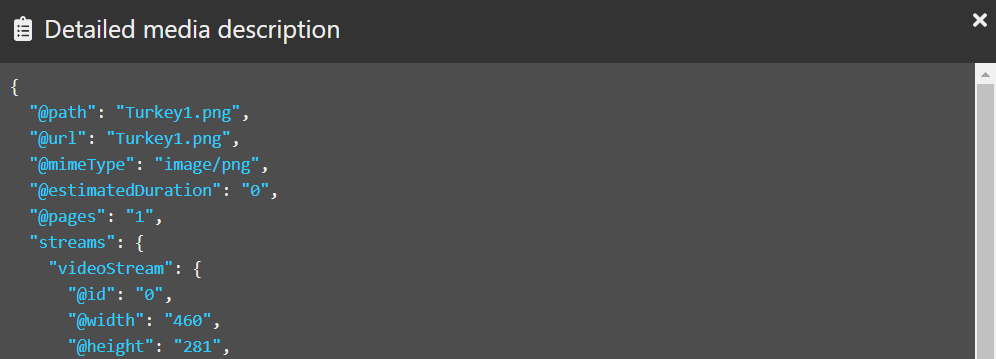 Detailed media description
{
"@path": "Turkey1.png",
"@url": "Turkey1.png",
"@mimeType": "image/png",
"@estimatedDuration": "0",
"@pages": "1",
"streams": {
"videoStream": {
"@id": "0",
"@width": "460",
"@height": "281",